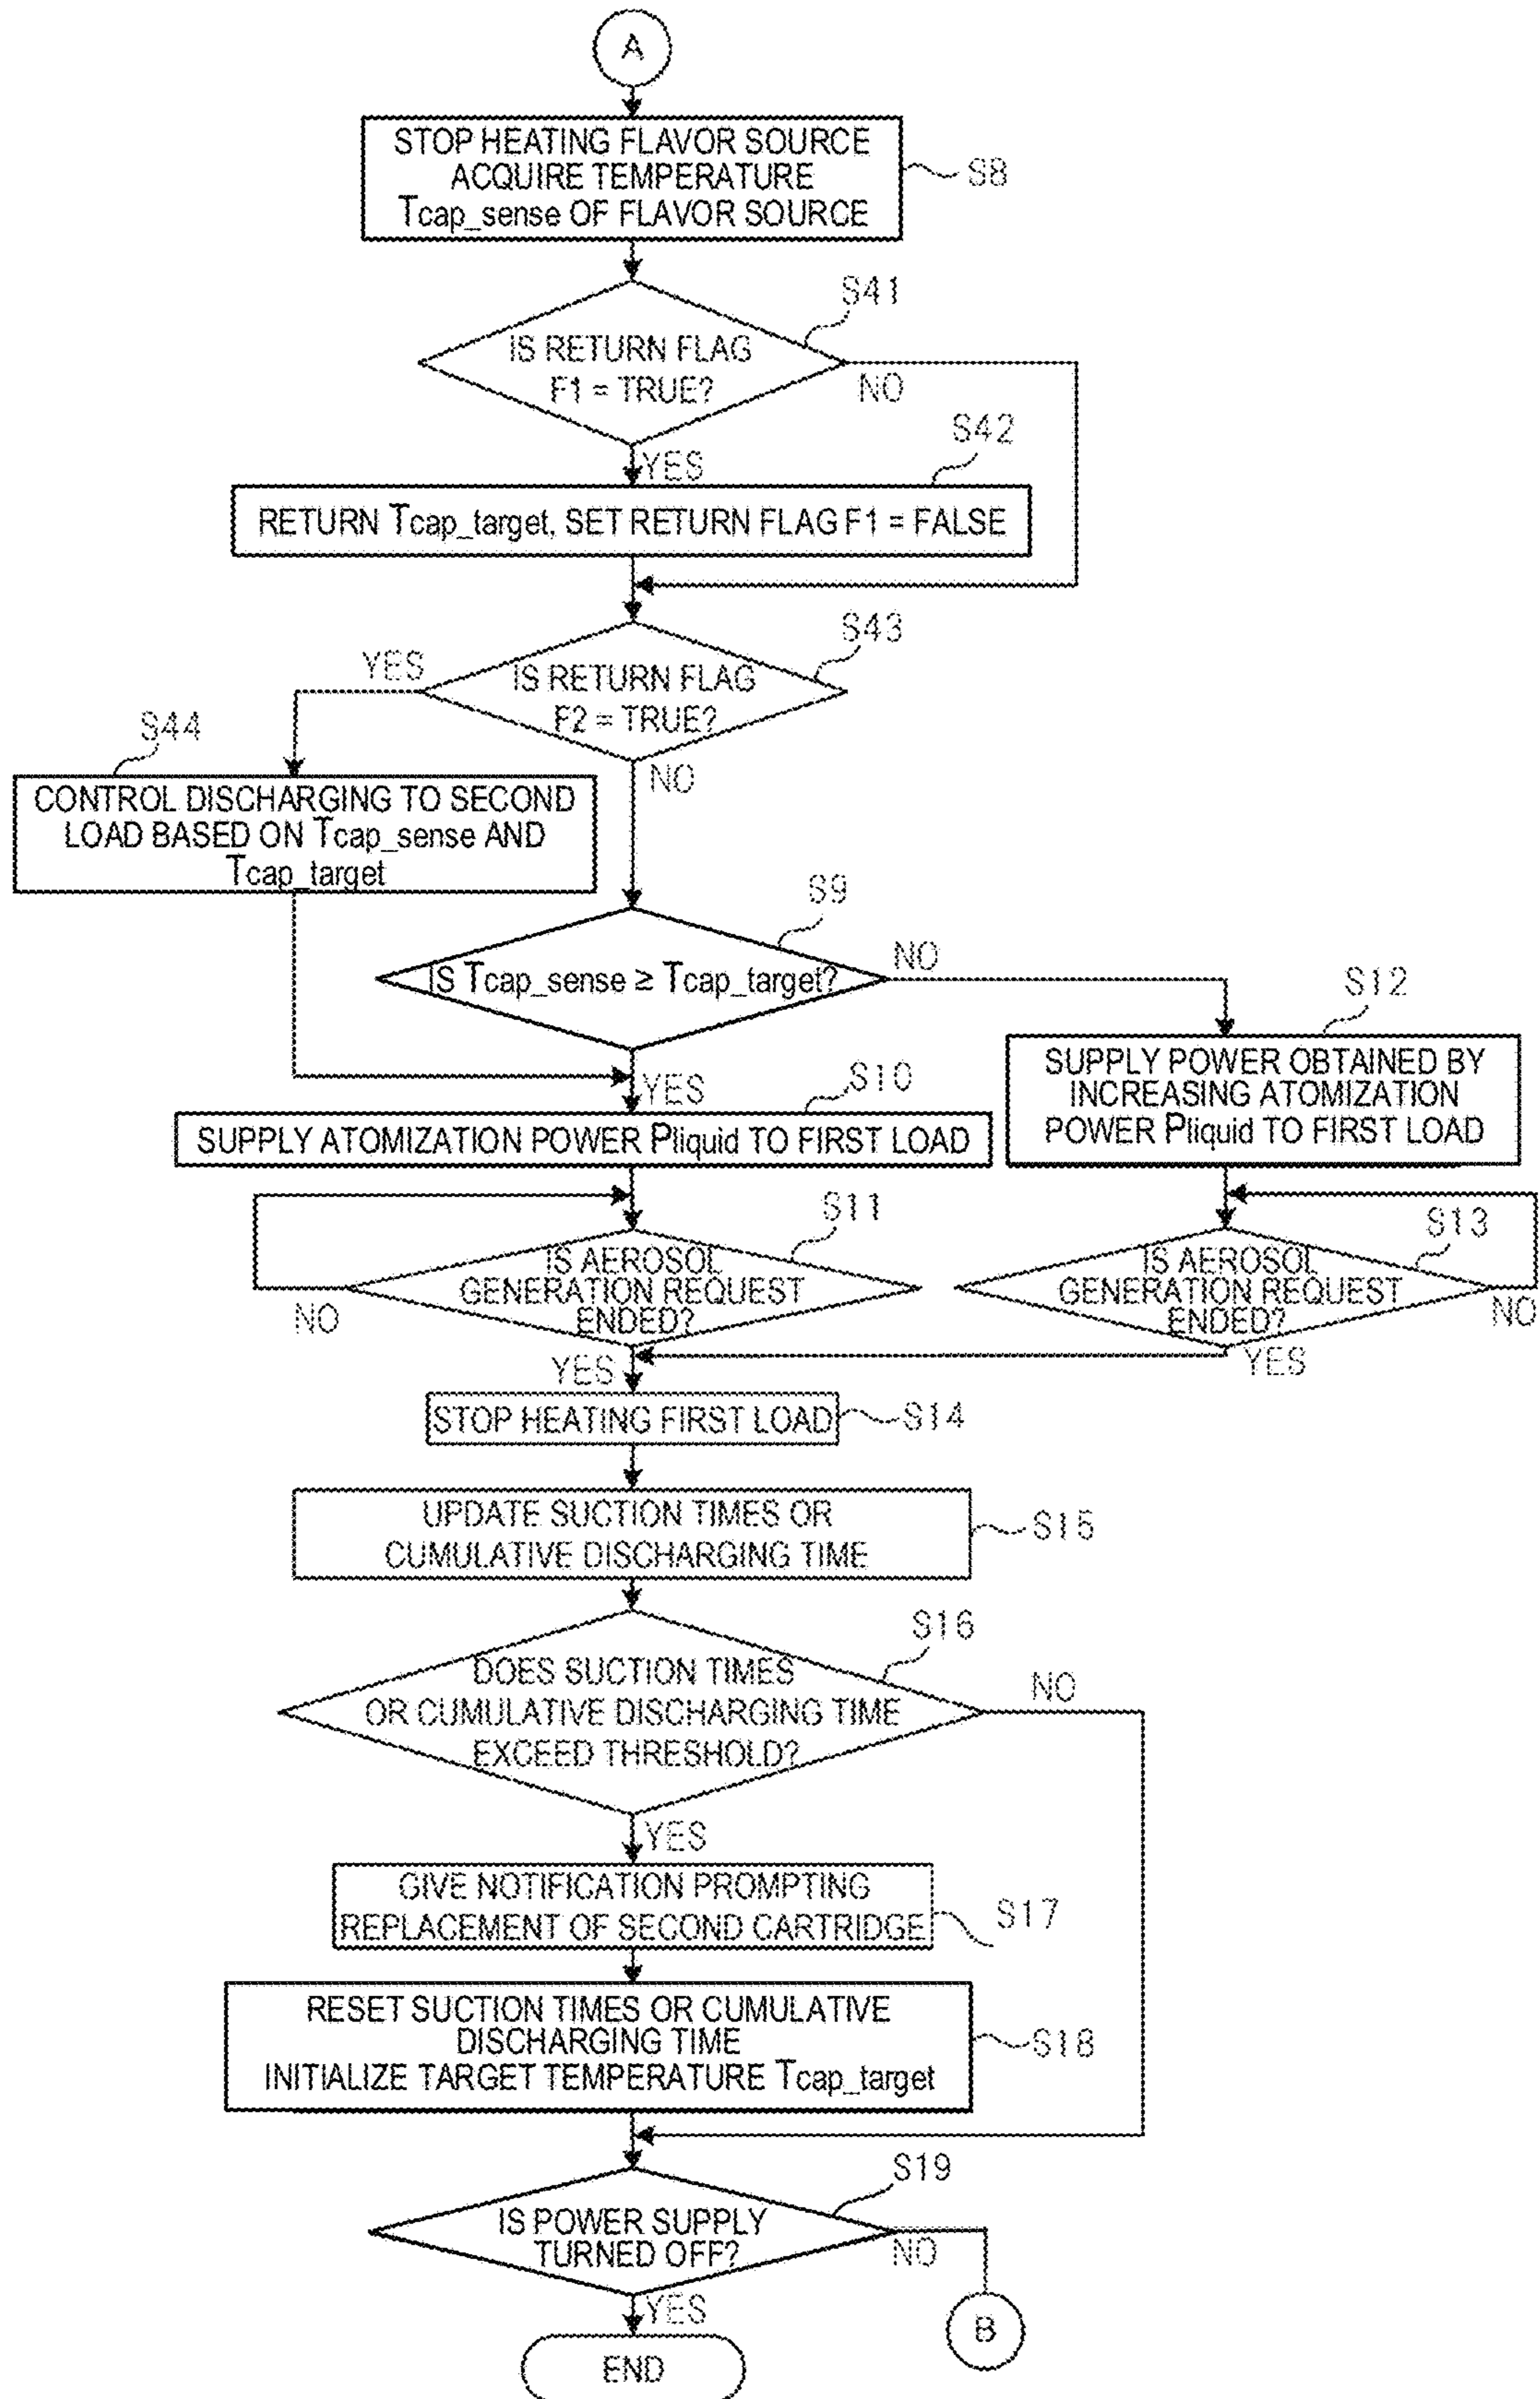 A
STOP HEATING FLAVOR SOURCE
ACQUIRE TEMPERATURE
Tcap_sense OF FLAVOR SOURCE
S8
S41
IS RETURN FLAG
F1 = TRUE?
NO
YES
S42
RETURN Tcap_target, SET RETURN FLAG F1 = FALSE
S43
YES
IS RETURN FLAG
F2 = TRUE?
NO
S44
CONTROL DISCHARGING TO SECOND
LOAD BASED ON Tcap_sense AND
Tcap_target
S9
IS Tcap_sense ≥ Tcap_target?
NO
YES
S12
SUPPLY POWER OBTAINED BY
INCREASING ATOMIZATION
POWER Pliquid TO FIRST LOAD
S10
SUPPLY ATOMIZATION POWER Pliquid TO FIRST LOAD
S11
IS AEROSOL
GENERATION REQUEST
ENDED?
NO
YES
S13
IS AEROSOL
GENERATION REQUEST
ENDED?
NO
YES
STOP HEATING FIRST LOAD
S14
UPDATE SUCTION TIMES OR
CUMULATIVE DISCHARGING TIME
S15
S16
DOES SUCTION TIMES
OR CUMULATIVE DISCHARGING TIME
EXCEED THRESHOLD?
NO
YES
GIVE NOTIFICATION PROMPTING
REPLACEMENT OF SECOND CARTRIDGE
S17
RESET SUCTION TIMES OR CUMULATIVE
DISCHARGING TIME
INITIALIZE TARGET TEMPERATURE Tcap_target
S18
S19
IS POWER SUPPLY
TURNED OFF?
NO
YES
B
END